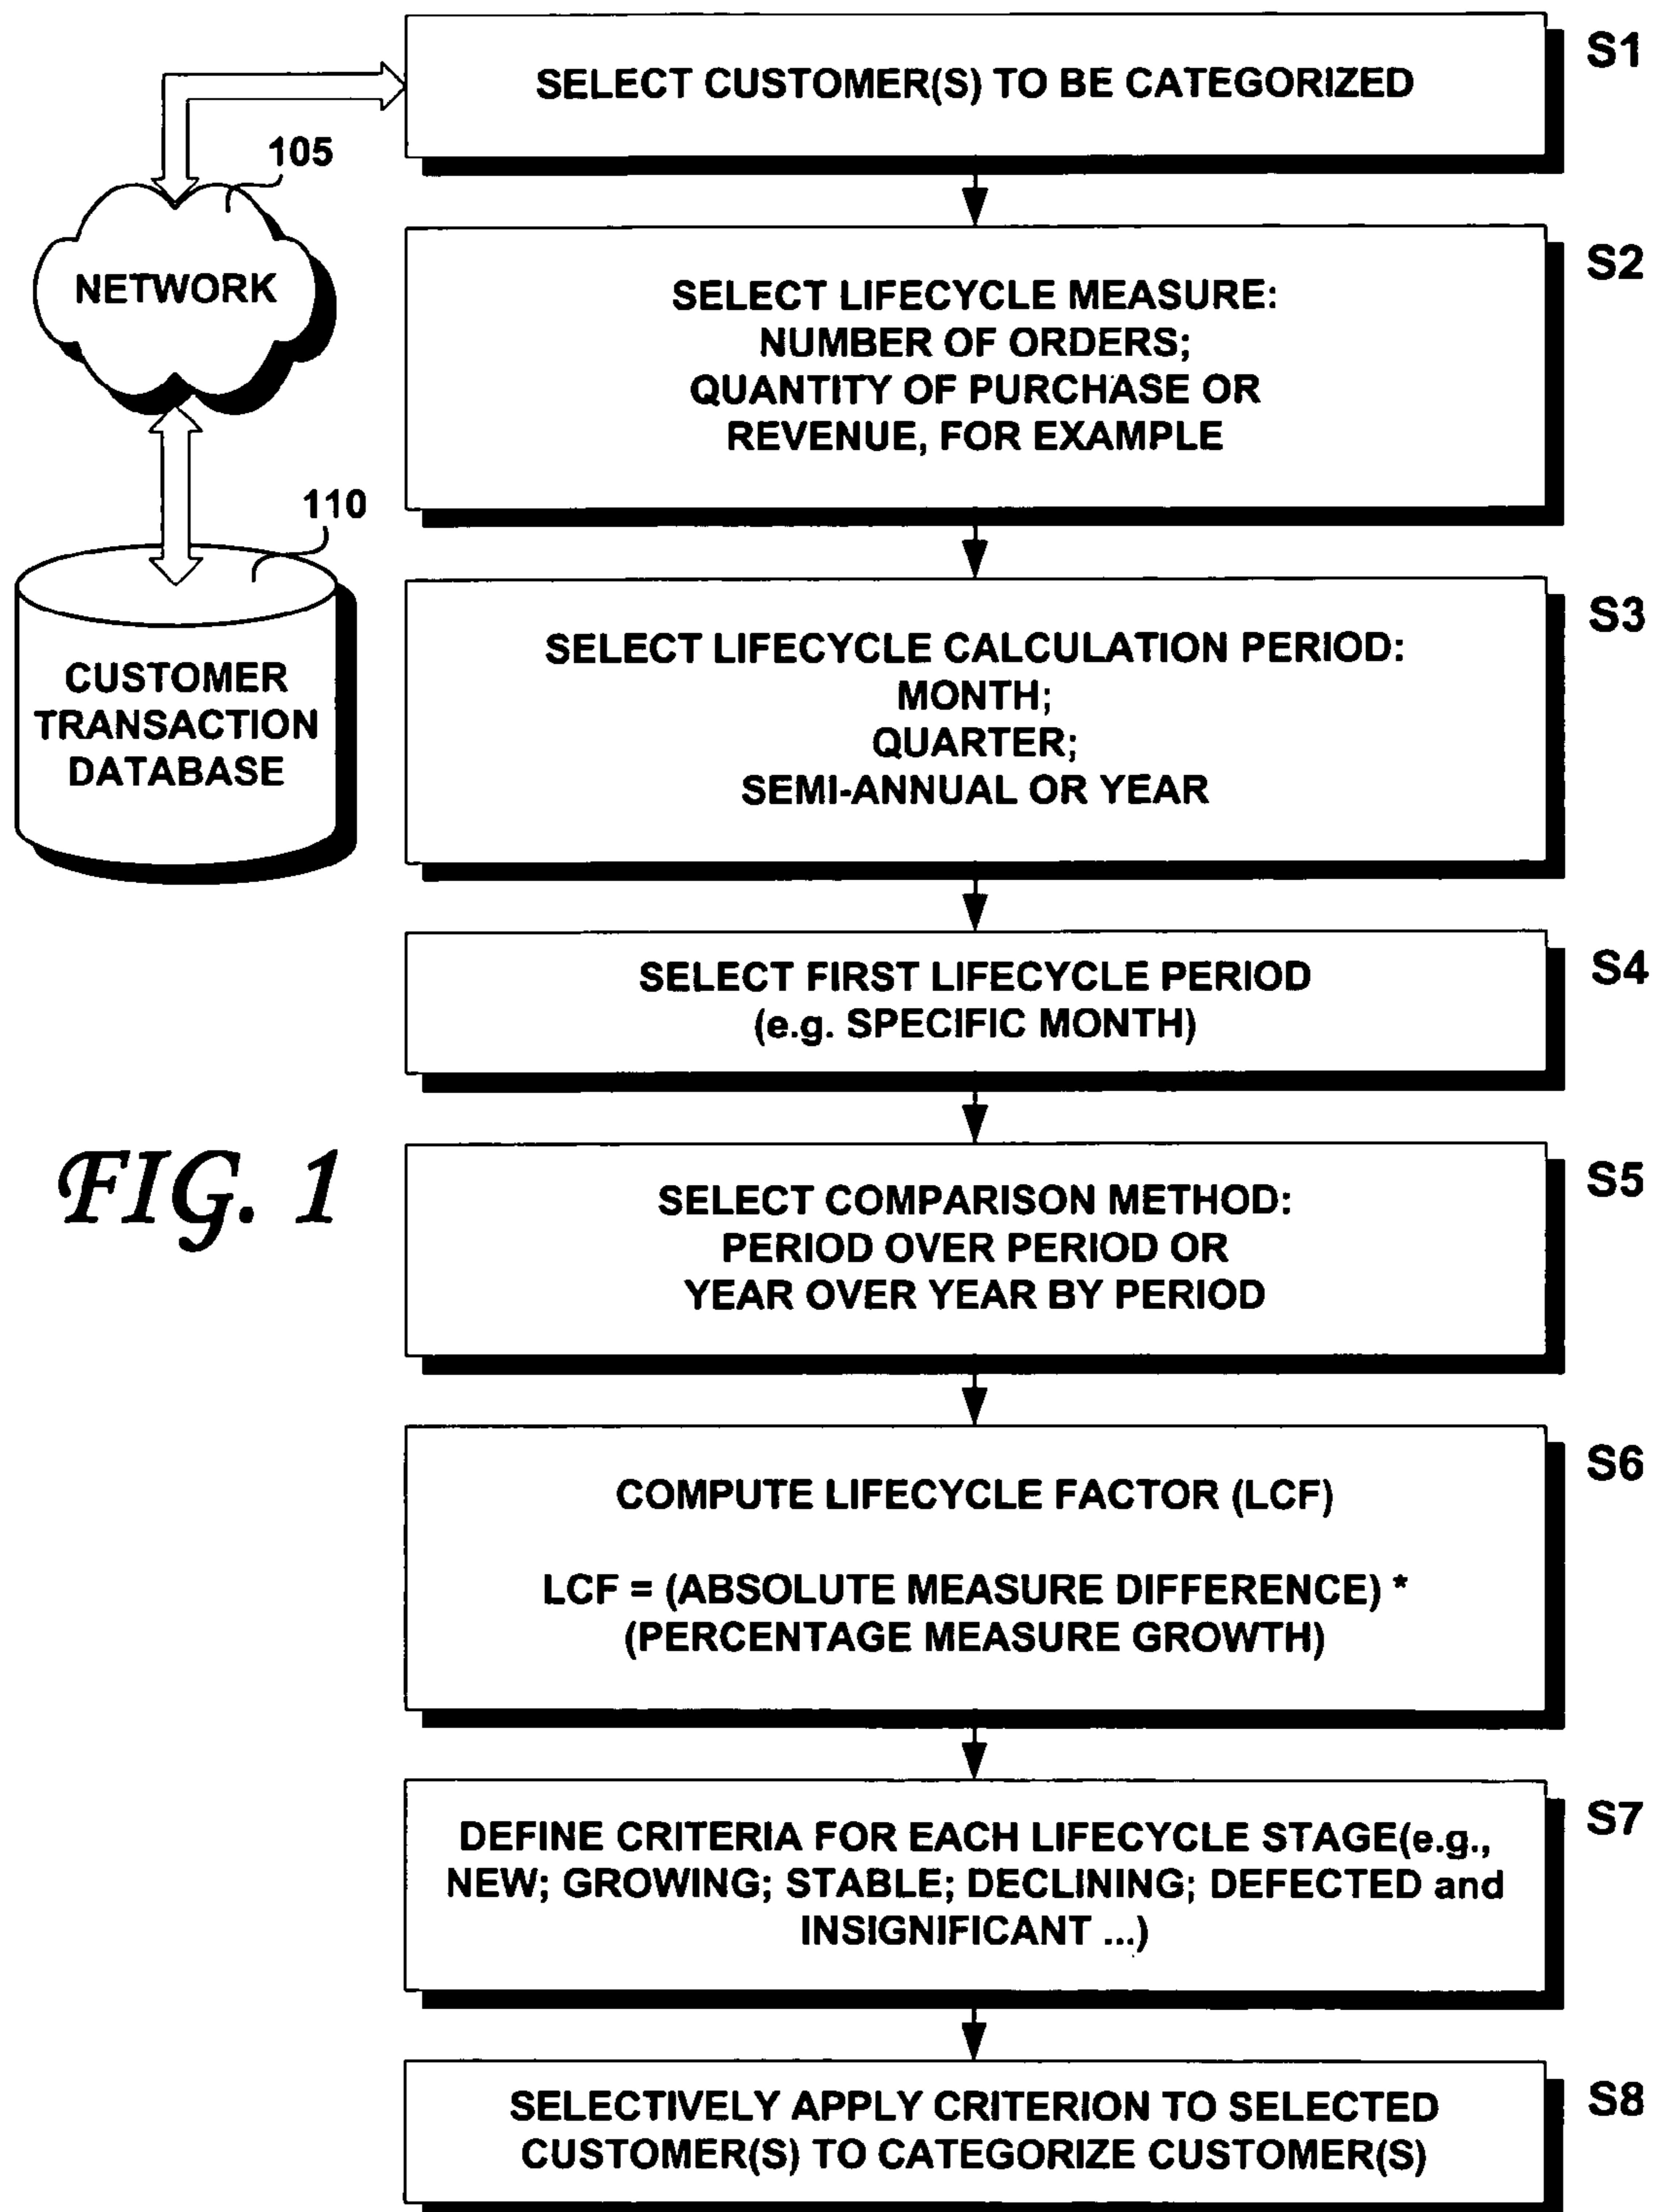 S1
SELECT CUSTOMER(S) TO BE CATEGORIZED
105
NETWORK
S2
SELECT LIFECYCLE MEASURE:
NUMBER OF ORDERS;
QUANTITY OF PURCHASE OR
REVENUE, FOR EXAMPLE
110
CUSTOMER
TRANSACTION
DATABASE
S3
SELECT LIFECYCLE CALCULATION PERIOD:
MONTH;
QUARTER;
SEMI-ANNUAL OR YEAR
S4
SELECT FIRST LIFECYCLE PERIOD
(e.g. SPECIFIC MONTH)
FIG. 1
S5
SELECT COMPARISON METHOD:
PERIOD OVER PERIOD OR
YEAR OVER YEAR BY PERIOD
S6
COMPUTE LIFECYCLE FACTOR (LCF)
LCF = (ABSOLUTE MEASURE DIFFERENCE) *
(PERCENTAGE MEASURE GROWTH)
S7
DEFINE CRITERIA FOR EACH LIFECYCLE STAGE(e.g.,
NEW; GROWING; STABLE; DECLINING; DEFECTED and
INSIGNIFICANT ...)
S8
SELECTIVELY APPLY CRITERION TO SELECTED
CUSTOMER(S) TO CATEGORIZE CUSTOMER(S)